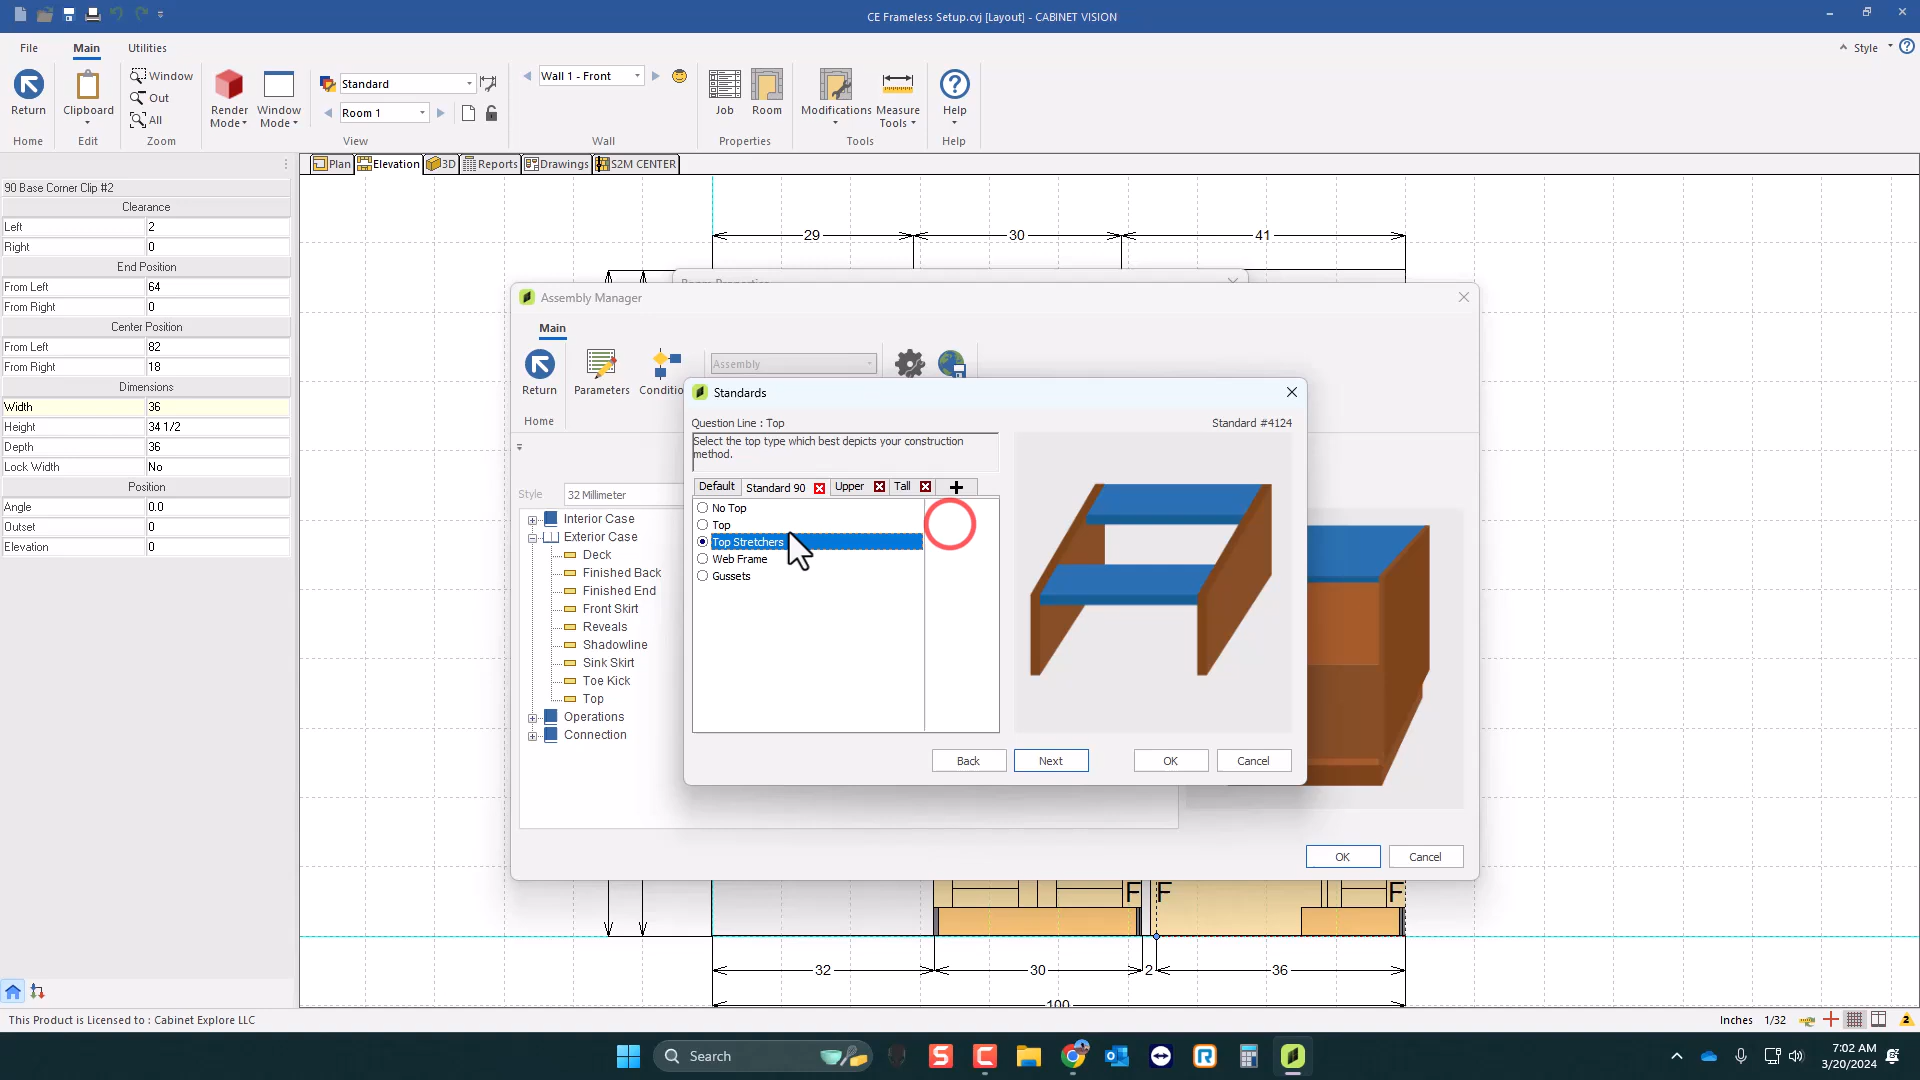 CE Frameless Setup.cvj [Layout] - CABINET VISION
File
Main
Utilities
Style
Return
Home
Clipboard
Edit
Window
Out
All
Zoom
Render
Mode
Window
Mode
Standard
Room 1
View
Wall 1 - Front
Wall
Job
Room
Properties
Modifications
Measure
Tools
Tools
Help
Help
Plan
Elevation
3D
Reports
Drawings
S2M CENTER
90 Base Corner Clip #2
Clearance
Left 2
Right 0
End Position
From Left 64
From Right 0
Center Position
From Left 82
From Right 18
Dimensions
Width 36
Height 34 1/2
Depth 36
Lock Width No
Position
Angle 0.0
Outset 0
Elevation 0
29
30
41
Assembly Manager
Main
Return
Parameters
Conditio
Assembly
Home
Style 32 Millimeter
Interior Case
Exterior Case
Deck
Finished Back
Finished End
Front Skirt
Reveals
Shadowline
Sink Skirt
Toe Kick
Top
Operations
Connection
Standards
Question Line : Top
Standard #4124
Select the top type which best depicts your construction
method.
Default
Standard 90
Upper
Tall
No Top
Top
Top Stretchers
Web Frame
Gussets
Back
Next
OK
Cancel
OK
Cancel
F
F
F
32
30
2
36
100
This Product is Licensed to : Cabinet Explore LLC
Inches
1/32
2
Search
7:02 AM
3/20/2024